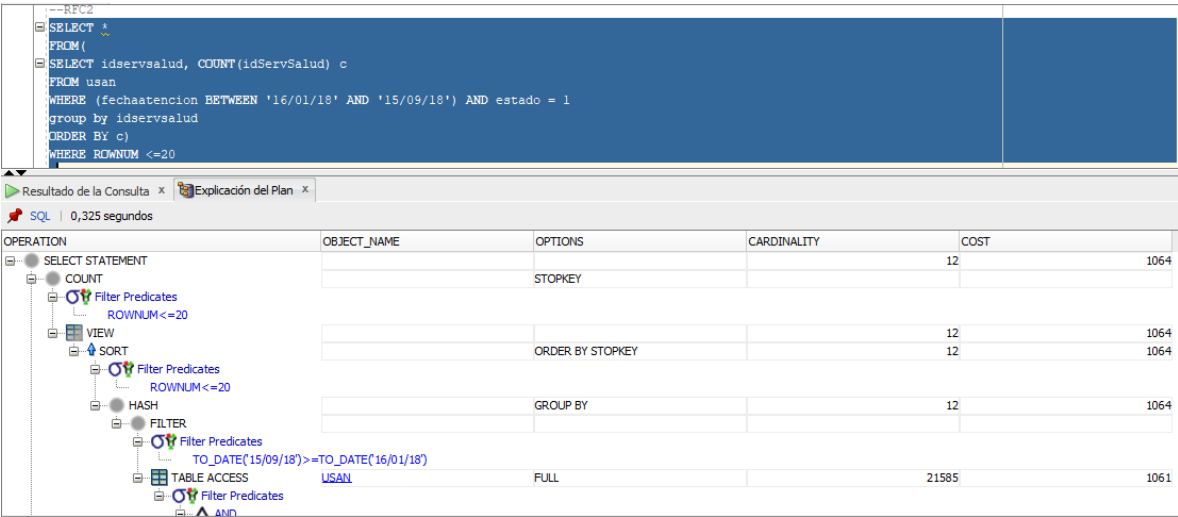 --RFC2
SELECT *
FROM(
SELECT idservsalud, COUNT(idServSalud) c
FROM usan
WHERE (fechaatencion BETWEEN '16/01/18' AND '15/09/18') AND estado = 1
group by idservsalud
ORDER BY c)
WHERE ROWNUM <=20
Resultado de la Consulta x Explicación del Plan x
SQL | 0,325 segundos
OPERATION OBJECT_NAME OPTIONS CARDINALITY COST
SELECT STATEMENT 12 1064
COUNT STOPKEY
Filter Predicates
ROWNUM<=20
VIEW 12 1064
SORT ORDER BY STOPKEY 12 1064
Filter Predicates
ROWNUM<=20
HASH GROUP BY 12 1064
FILTER
Filter Predicates
TO_DATE('15/09/18')>=TO_DATE('16/01/18')
TABLE ACCESS USAN FULL 21585 1061
Filter Predicates
AND